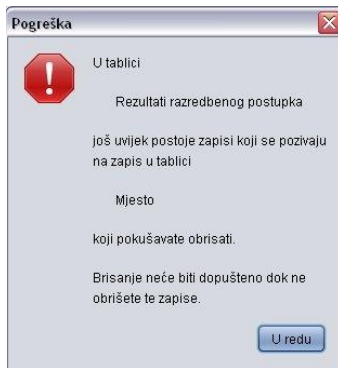 Pogreška
U tablici
Rezultati razredbenog postupka
još uvijek postoje zapisi koji se pozivaju
na zapis u tablici
Mjesto
koji pokušavate obrisati.
Brisanje neće biti dopušteno dok ne
obrišete te zapise.
U redu